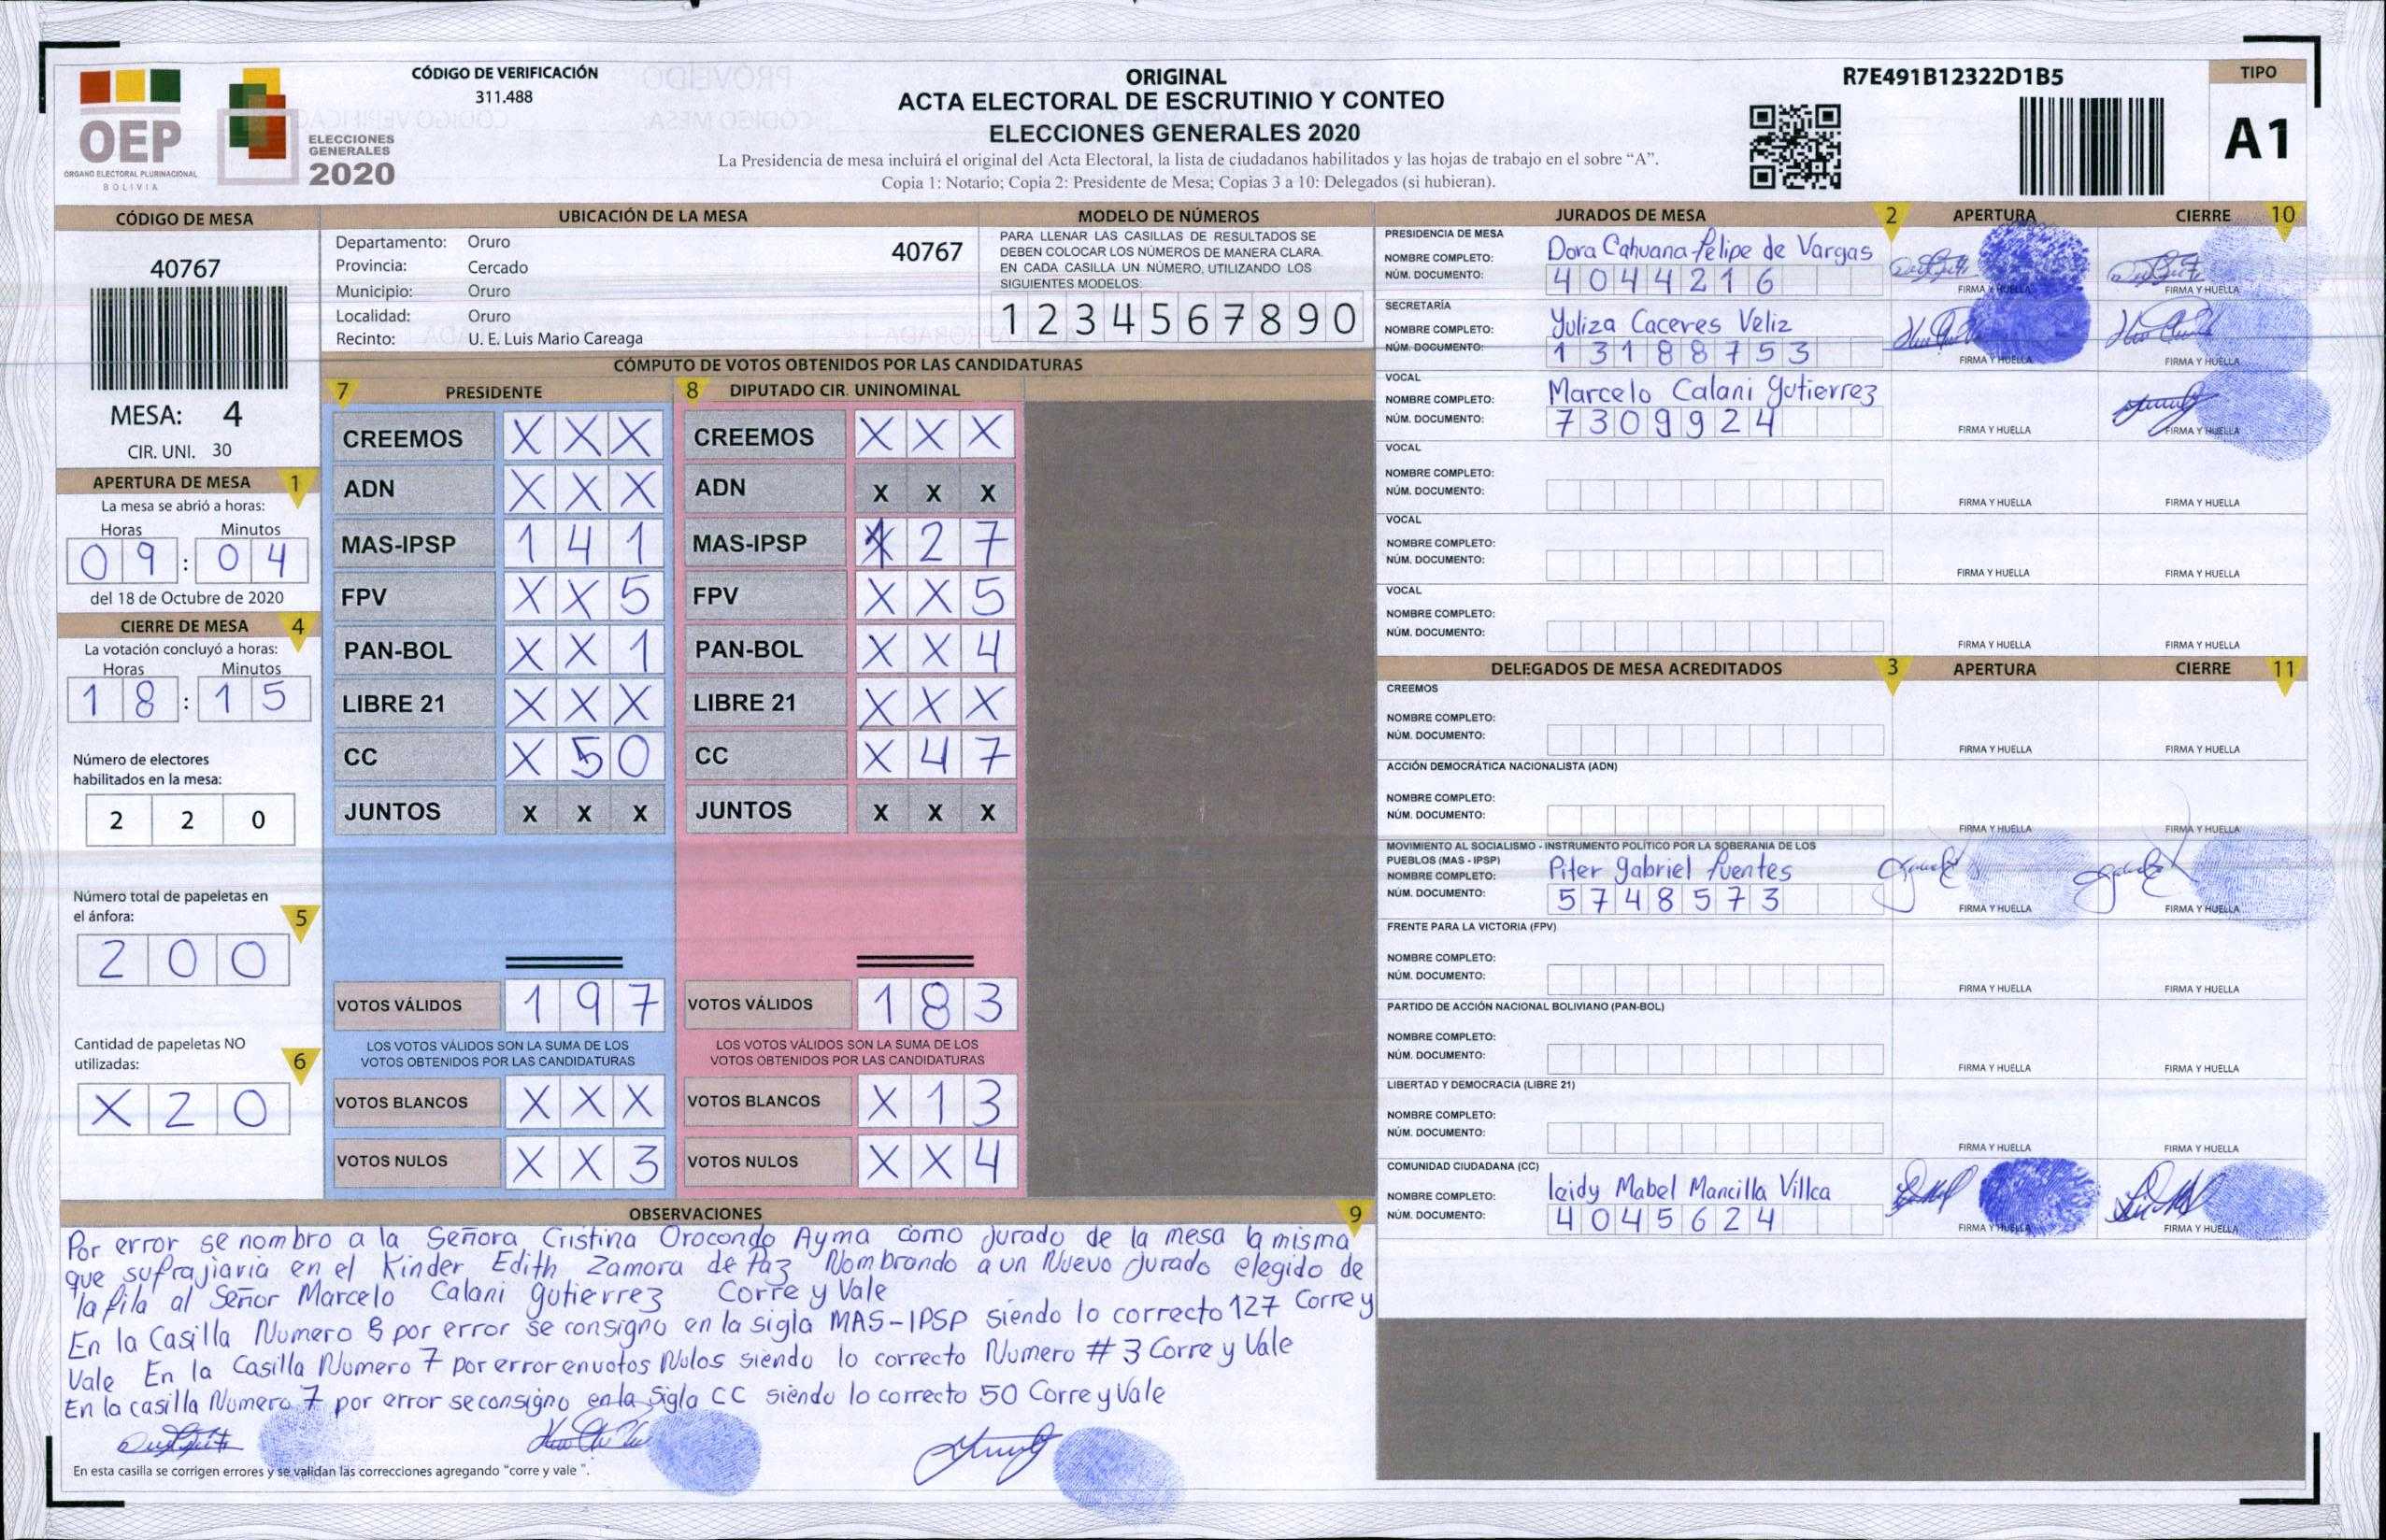 OEP
ÓRGANO ELECTORAL PLURINACIONAL
BOLIVIA
ELECCIONES
GENERALES
2020
CÓDIGO DE VERIFICACIÓN
311.488
ORIGINAL
ACTA ELECTORAL DE ESCRUTINIO Y CONTEO
ELECCIONES GENERALES 2020
La Presidencia de mesa incluirá el original del Acta Electoral, la lista de ciudadanos habilitados y las hojas de trabajo en el sobre “A”.
Copia 1: Notario; Copia 2: Presidente de Mesa; Copias 3 a 10: Delegados (si hubieran).
R7E491B12322D1B5
TIPO
A1
CÓDIGO DE MESA
40767
MESA: 4
CIR. UNI. 30
APERTURA DE MESA 1
La mesa se abrió a horas:
Horas Minutos
09 : 04
del 18 de Octubre de 2020
CIERRE DE MESA 4
La votación concluyó a horas:
Horas Minutos
18 : 15
Número de electores
habilitados en la mesa:
2 2 0
Número total de papeletas en
el ánfora: 5
2 0 0
Cantidad de papeletas NO
utilizadas: 6
X 2 0
UBICACIÓN DE LA MESA
Departamento: Oruro 40767
Provincia: Cercado
Municipio: Oruro
Localidad: Oruro
Recinto: U. E. Luis Mario Careaga
MODELO DE NÚMEROS
PARA LLENAR LAS CASILLAS DE RESULTADOS SE
DEBEN COLOCAR LOS NÚMEROS DE MANERA CLARA.
EN CADA CASILLA UN NÚMERO, UTILIZANDO LOS
SIGUIENTES MODELOS:
1 2 3 4 5 6 7 8 9 0
CÓMPUTO DE VOTOS OBTENIDOS POR LAS CANDIDATURAS
7 PRESIDENTE
CREEMOS X X X
ADN X X X
MAS-IPSP 1 4 1
FPV X X 5
PAN-BOL X X 1
LIBRE 21 X X X
CC X 5 0
JUNTOS X X X
VOTOS VÁLIDOS 1 9 7
LOS VOTOS VÁLIDOS SON LA SUMA DE LOS
VOTOS OBTENIDOS POR LAS CANDIDATURAS
VOTOS BLANCOS X X X
VOTOS NULOS X X 3
8 DIPUTADO CIR. UNINOMINAL
CREEMOS X X X
ADN X X X
MAS-IPSP 1 2 7
FPV X X 5
PAN-BOL X X 4
LIBRE 21 X X X
CC X 4 7
JUNTOS X X X
VOTOS VÁLIDOS 1 8 3
LOS VOTOS VÁLIDOS SON LA SUMA DE LOS
VOTOS OBTENIDOS POR LAS CANDIDATURAS
VOTOS BLANCOS X 1 3
VOTOS NULOS X X 4
OBSERVACIONES 9
Por error se nombro a la Señora Cristina Orocondo Ayma como Jurado de la mesa la misma
que sufrajiaria en el Kinder Edith Zamora de Paz Nombrando a un Nuevo Jurado elegido de
la fila al Señor Marcelo Calani Gutierrez Corre y Vale
En la Casilla Numero 8 por error se consigno en la sigla MAS-IPSP siendo lo correcto 127 Corre y
Vale En la Casilla Numero 7 por error en votos Nulos siendo lo correcto Numero # 3 Corre y Vale
En la casilla Numero 7 por error se consigno en la Sigla CC siendo lo correcto 50 Corre y Vale
En esta casilla se corrigen errores y se validan las correcciones agregando “corre y vale ”.
JURADOS DE MESA 2 APERTURA CIERRE 10
PRESIDENCIA DE MESA
NOMBRE COMPLETO: Dora Cahuana Felipe de Vargas
NÚM. DOCUMENTO: 4044216
FIRMA Y HUELLA FIRMA Y HUELLA
SECRETARÍA
NOMBRE COMPLETO: Yuliza Caceres Veliz
NÚM. DOCUMENTO: 13188753
FIRMA Y HUELLA FIRMA Y HUELLA
VOCAL
NOMBRE COMPLETO: Marcelo Calani Gutierrez
NÚM. DOCUMENTO: 7309924
FIRMA Y HUELLA FIRMA Y HUELLA
VOCAL
NOMBRE COMPLETO:
NÚM. DOCUMENTO:
FIRMA Y HUELLA FIRMA Y HUELLA
VOCAL
NOMBRE COMPLETO:
NÚM. DOCUMENTO:
FIRMA Y HUELLA FIRMA Y HUELLA
VOCAL
NOMBRE COMPLETO:
NÚM. DOCUMENTO:
FIRMA Y HUELLA FIRMA Y HUELLA
DELEGADOS DE MESA ACREDITADOS 3 APERTURA CIERRE 11
CREEMOS
NOMBRE COMPLETO:
NÚM. DOCUMENTO:
FIRMA Y HUELLA FIRMA Y HUELLA
ACCIÓN DEMOCRÁTICA NACIONALISTA (ADN)
NOMBRE COMPLETO:
NÚM. DOCUMENTO:
FIRMA Y HUELLA FIRMA Y HUELLA
MOVIMIENTO AL SOCIALISMO - INSTRUMENTO POLÍTICO POR LA SOBERANIA DE LOS
PUEBLOS (MAS - IPSP)
NOMBRE COMPLETO: Piter Gabriel Fuentes
NÚM. DOCUMENTO: 5748573
FIRMA Y HUELLA FIRMA Y HUELLA
FRENTE PARA LA VICTORIA (FPV)
NOMBRE COMPLETO:
NÚM. DOCUMENTO:
FIRMA Y HUELLA FIRMA Y HUELLA
PARTIDO DE ACCIÓN NACIONAL BOLIVIANO (PAN-BOL)
NOMBRE COMPLETO:
NÚM. DOCUMENTO:
FIRMA Y HUELLA FIRMA Y HUELLA
LIBERTAD Y DEMOCRACIA (LIBRE 21)
NOMBRE COMPLETO:
NÚM. DOCUMENTO:
FIRMA Y HUELLA FIRMA Y HUELLA
COMUNIDAD CIUDADANA (CC)
NOMBRE COMPLETO: leidy Mabel Mancilla Villca
NÚM. DOCUMENTO: 4045624
FIRMA Y HUELLA FIRMA Y HUELLA